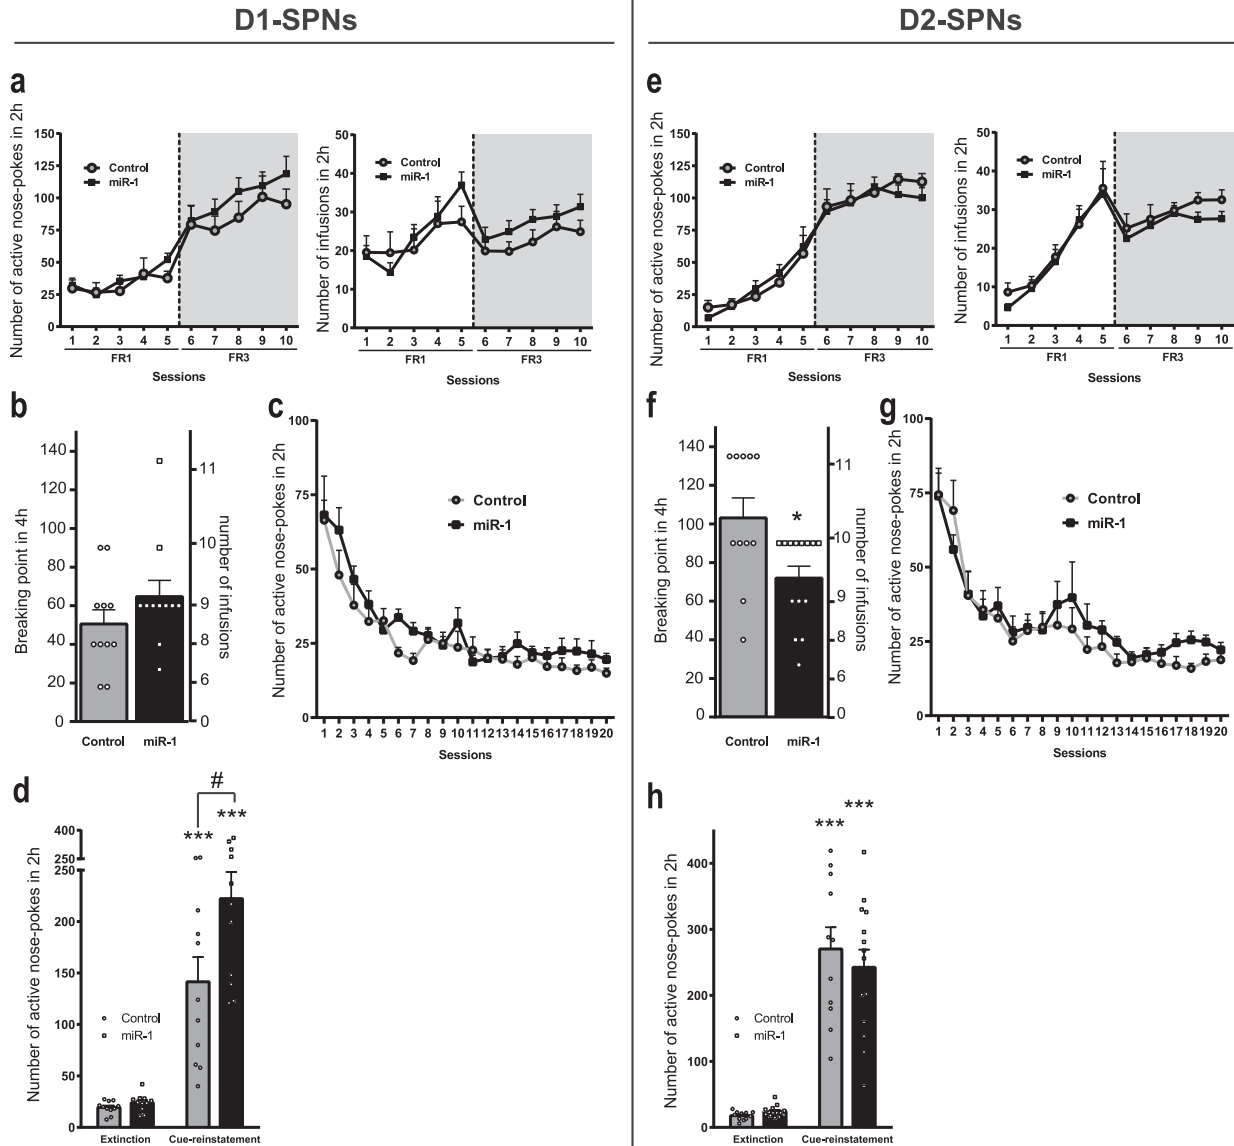 D1-SPNs
D2-SPNs
a
Number of active nose-pokes in 2h
150
125
100
75
50
25
0
Control
miR-1
1 2 3 4 5 6 7 8 9 10
FR1 FR3
Number of infusions in 2h
50
40
30
20
10
0
Control
miR-1
1 2 3 4 5 6 7 8 9 10
FR1 FR3
Sessions
b
Breaking point in 4h
140
120
100
80
60
40
20
0
11
10
9
8
6
0
number of infusions
Control miR-1
c
Number of active nose-pokes in 2h
100
75
50
25
0
Control
miR-1
1 2 3 4 5 6 7 8 9 10 11 12 13 14 15 16 17 18 19 20
Sessions
d
Number of active nose-pokes in 2h
400
250
250
200
150
100
50
0
#
***
***
Control
miR-1
Extinction Cue-reinstatement
e
Number of active nose-pokes in 2h
150
125
100
75
50
25
0
Control
miR-1
1 2 3 4 5 6 7 8 9 10
FR1 FR3
Number of infusions in 2h
50
40
30
20
10
0
Control
miR-1
1 2 3 4 5 6 7 8 9 10
FR1 FR3
Sessions
f
Breaking point in 4h
140
120
100
80
60
40
20
0
*
11
10
9
8
6
0
number of infusions
Control miR-1
g
Number of active nose-pokes in 2h
100
75
50
25
0
Control
miR-1
1 2 3 4 5 6 7 8 9 10 11 12 13 14 15 16 17 18 19 20
Sessions
h
Number of active nose-pokes in 2h
400
300
200
100
0
***
***
Control
miR-1
Extinction Cue-reinstatement